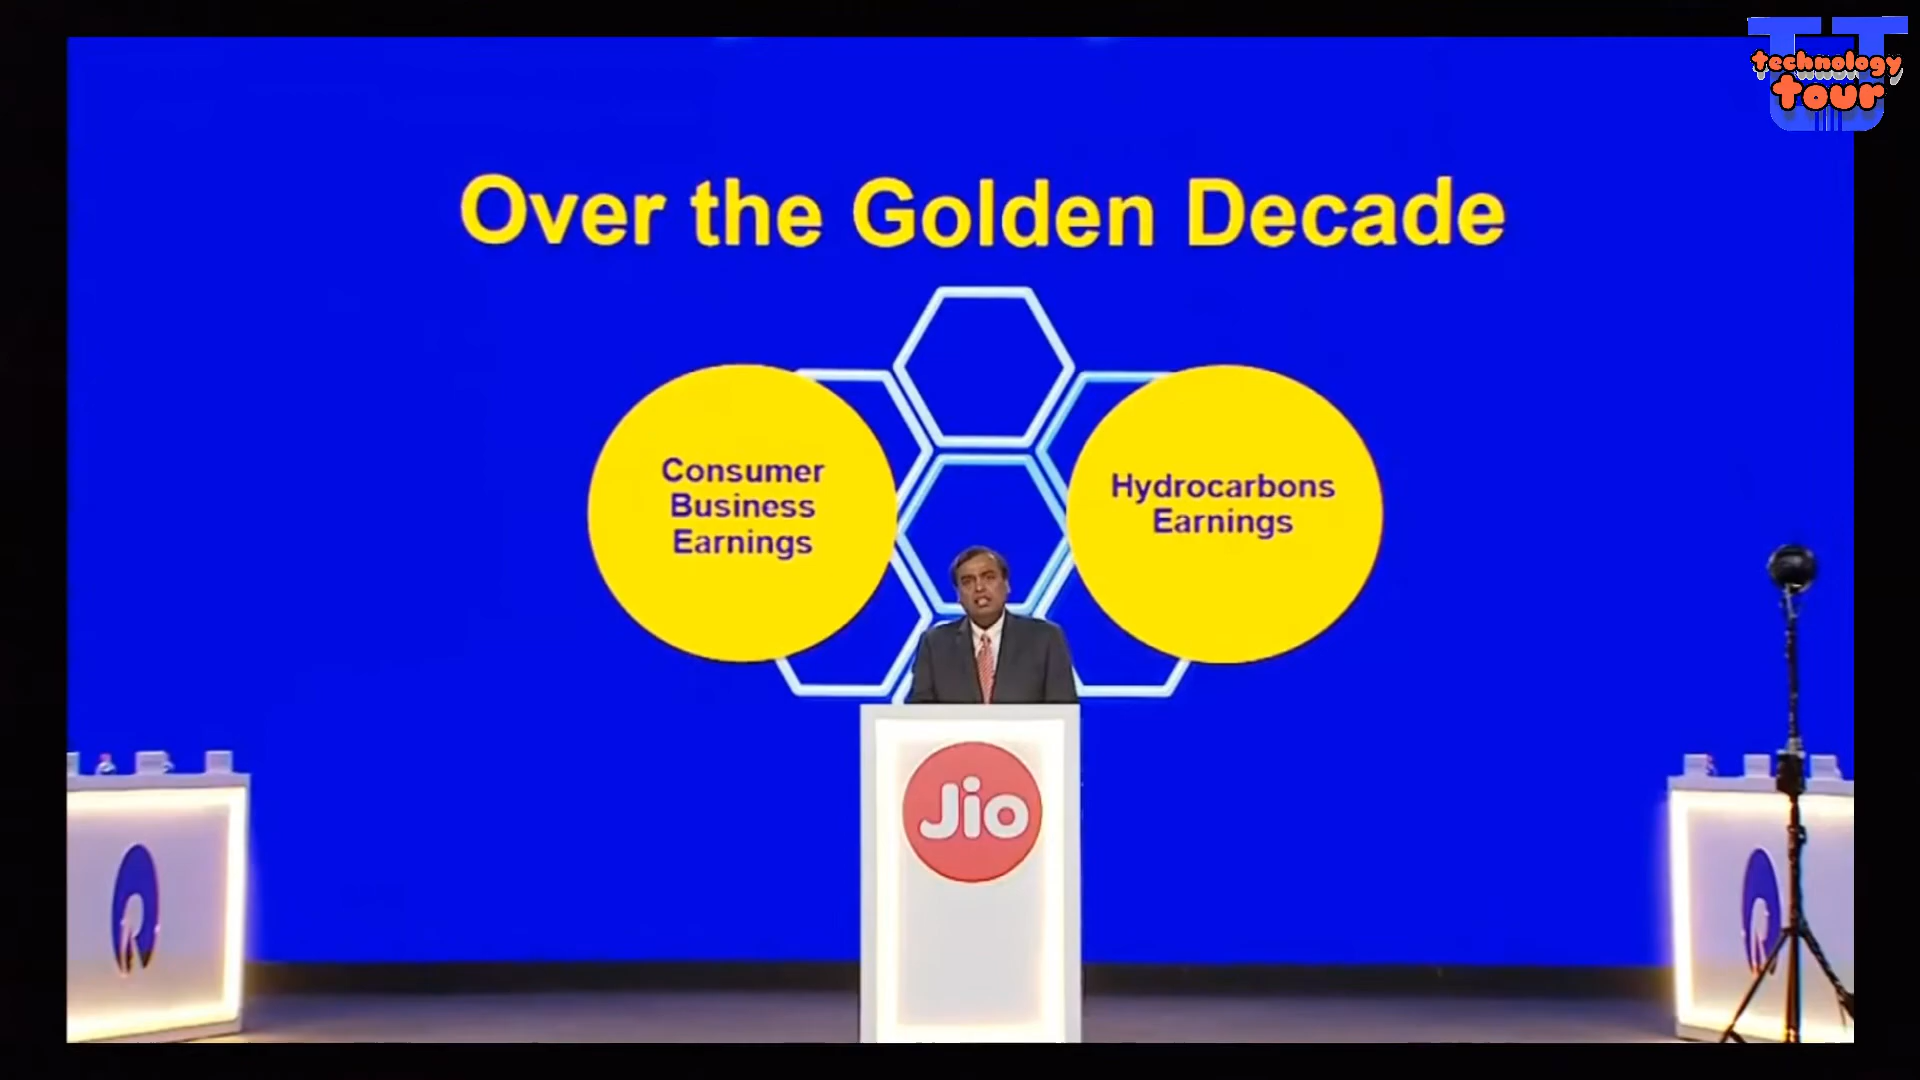 technology
tour
Over the Golden Decade
Consumer
Business
Earnings
Hydrocarbons
Earnings
Jio